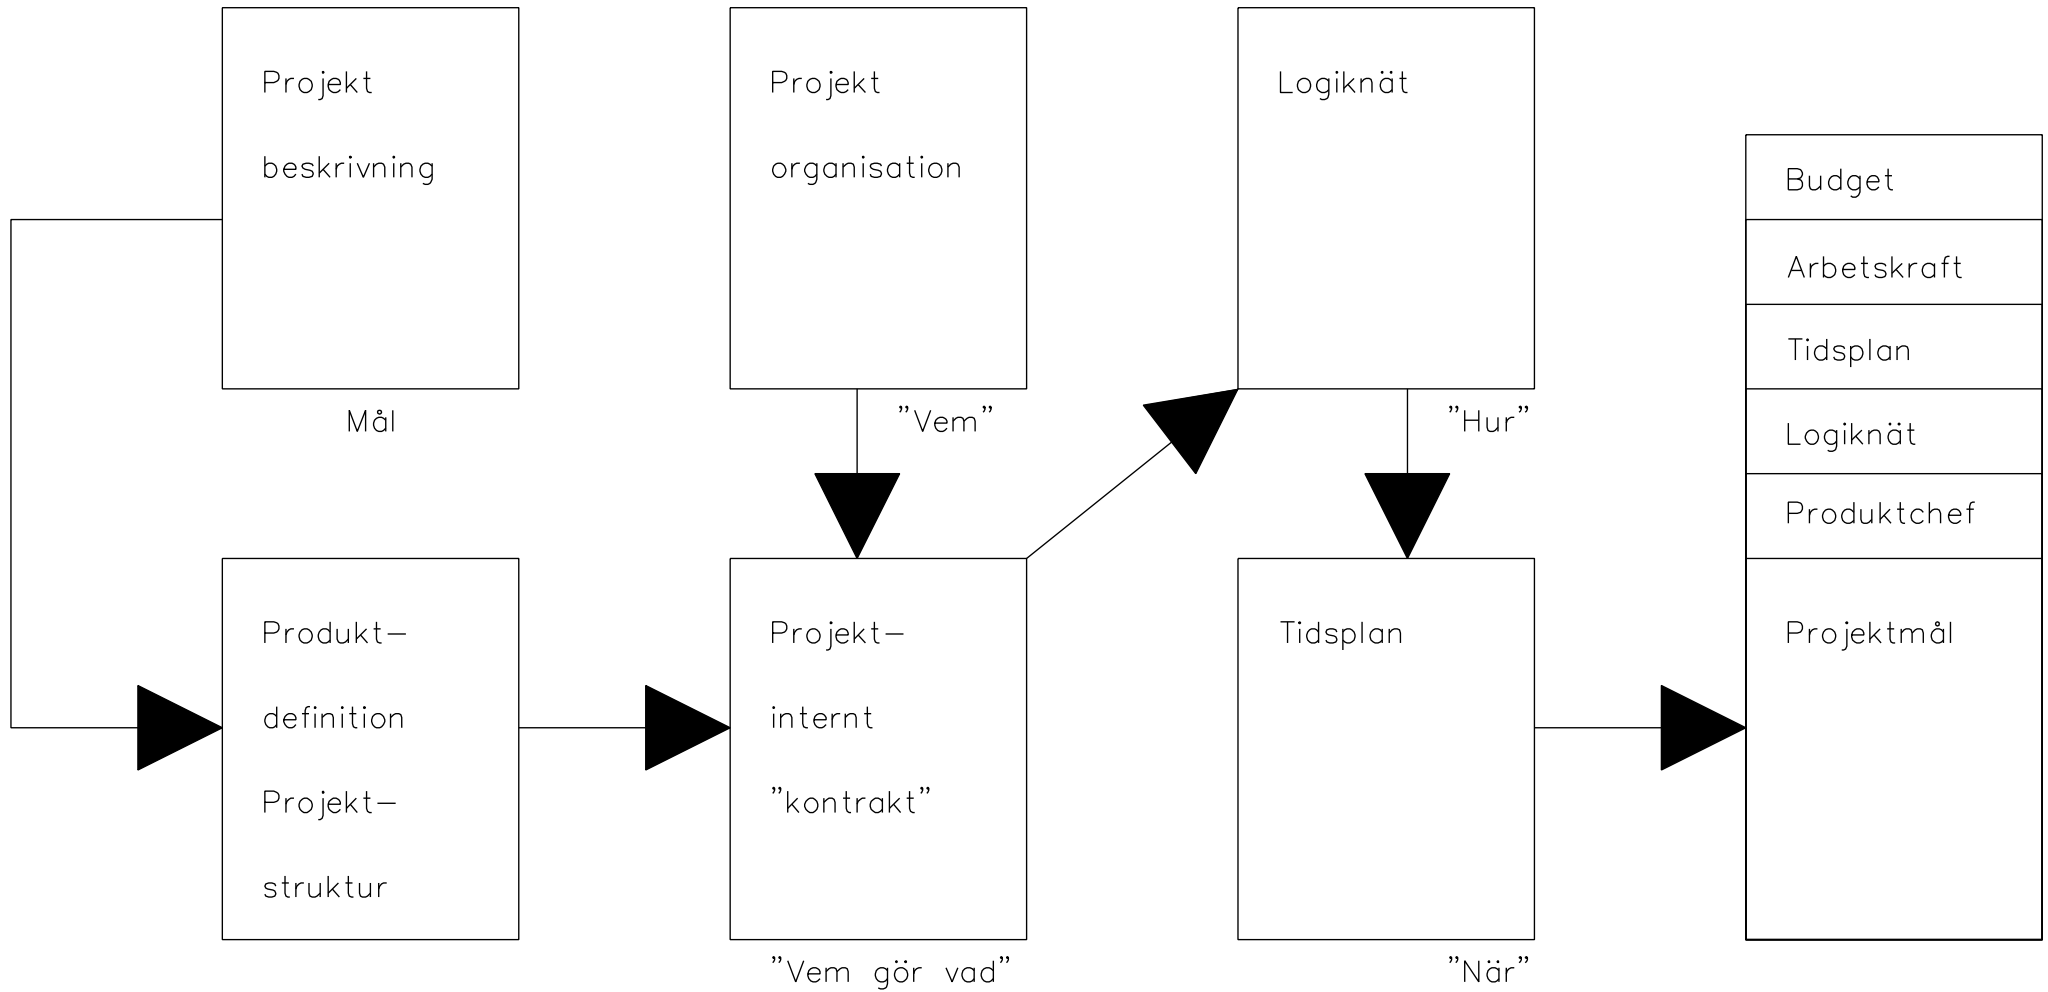 Projekt
beskrivning
Mål
Projekt
organisation
"Vem"
Logiknät
"Hur"
Produkt-
definition
Projekt-
struktur
Projekt-
internt
"kontrakt"
"Vem gör vad"
Tidsplan
"När"
Budget
Arbetskraft
Tidsplan
Logiknät
Produktchef
Projektmål